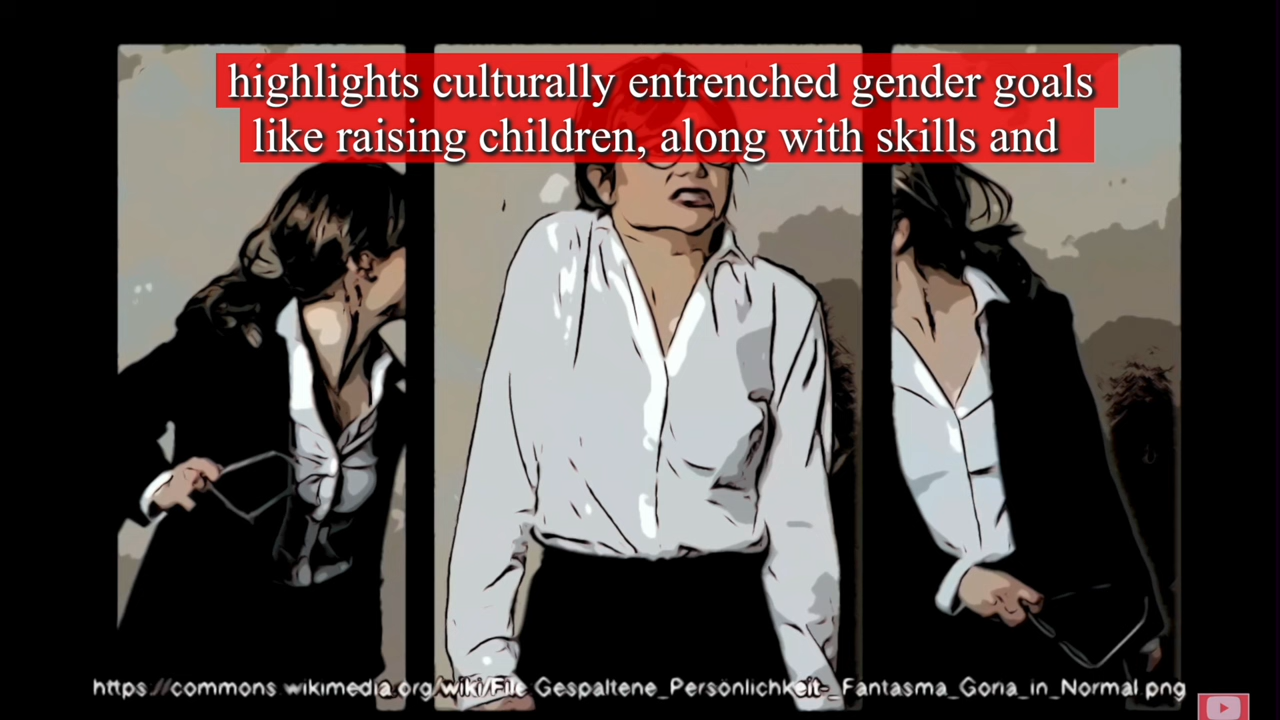 highlights culturally entrenched gender goals
like raising children, along with skills and
https://commons.wikimedia.org/wiki/File Gespaltene_Persönlichkeit-_Fantasma_Goria_in_Normal.png